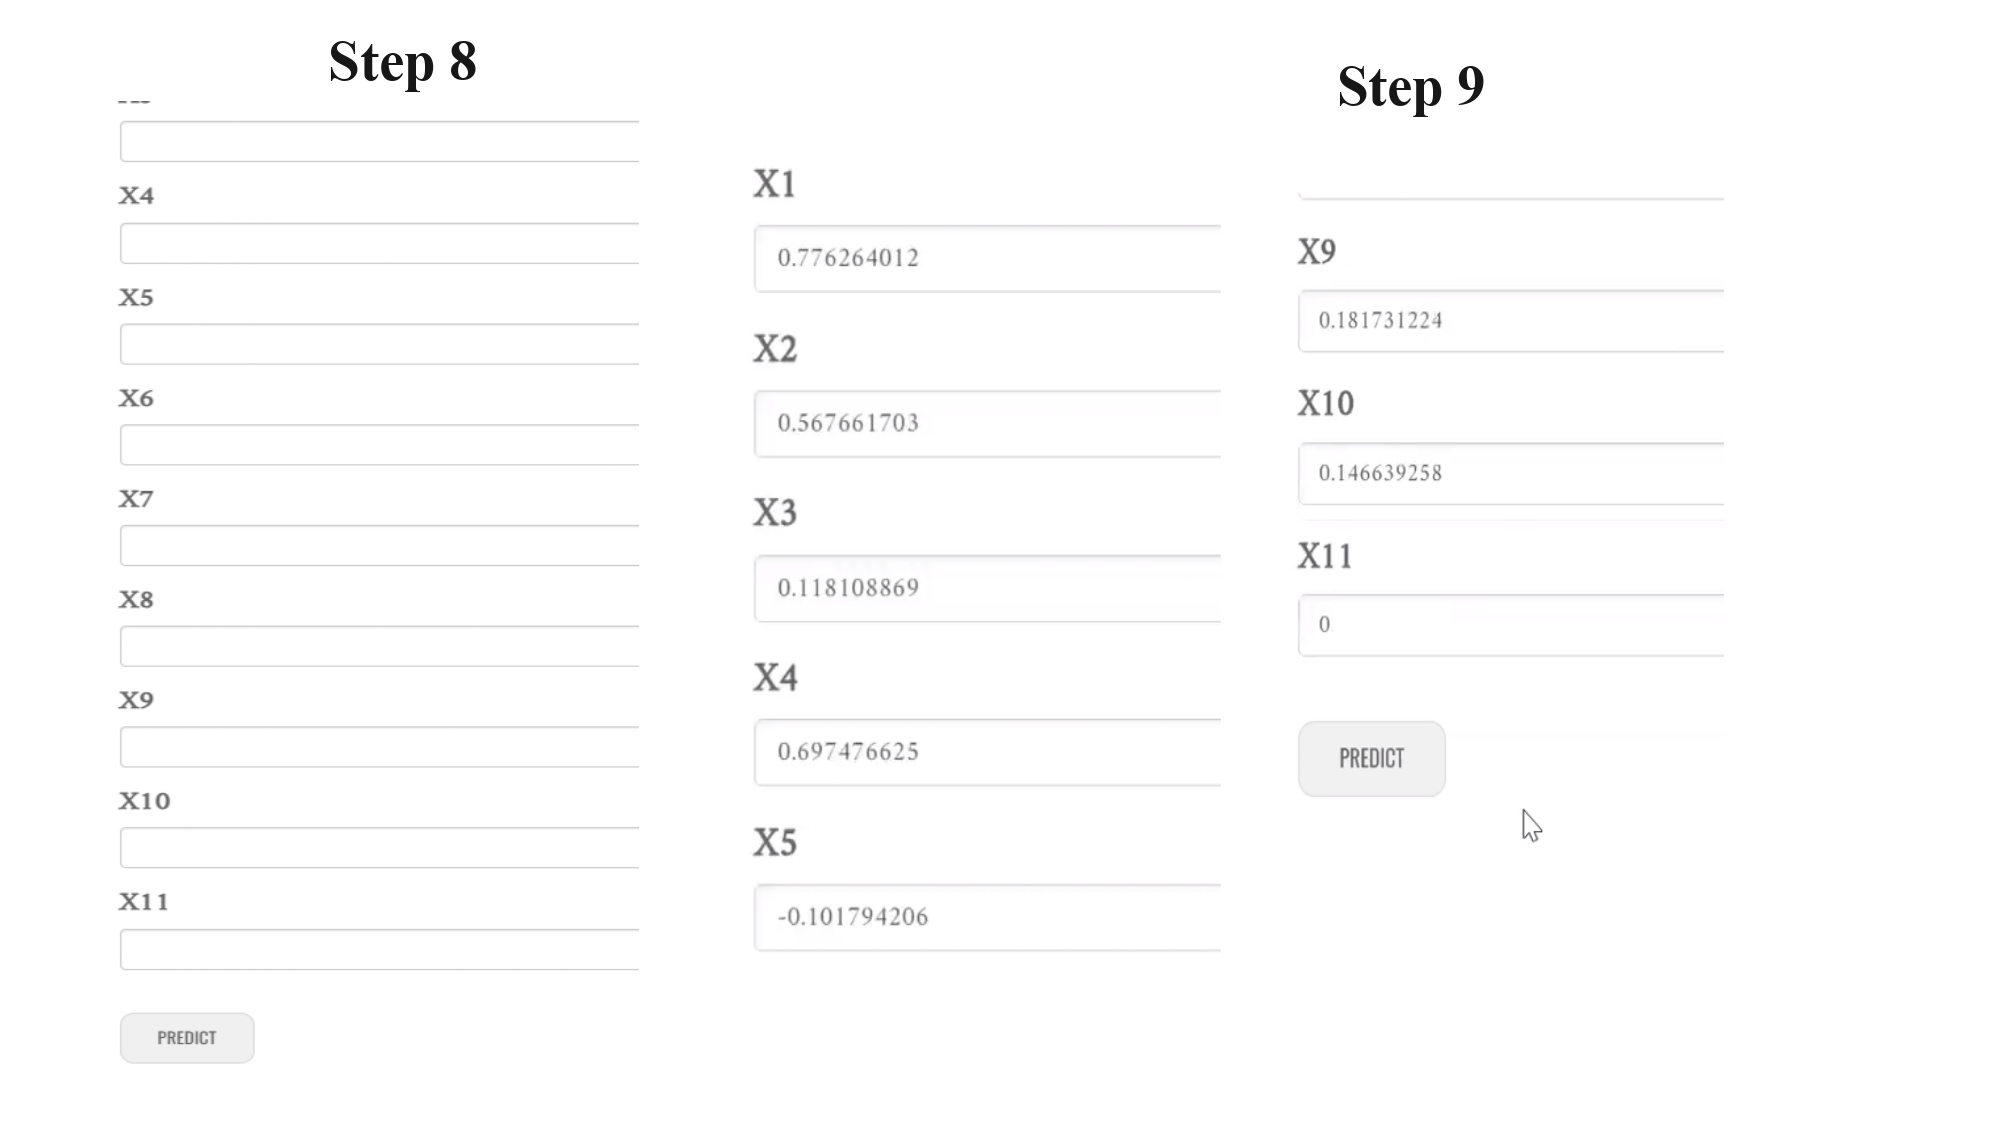 Step 8
X4
X5
X6
X7
X8
X9
X10
X11
PREDICT
X1
0.776264012
X2
0.567661703
X3
0.118108869
X4
0.697476625
X5
-0.101794206
Step 9
X9
0.181731224
X10
0.146639258
X11
0
PREDICT